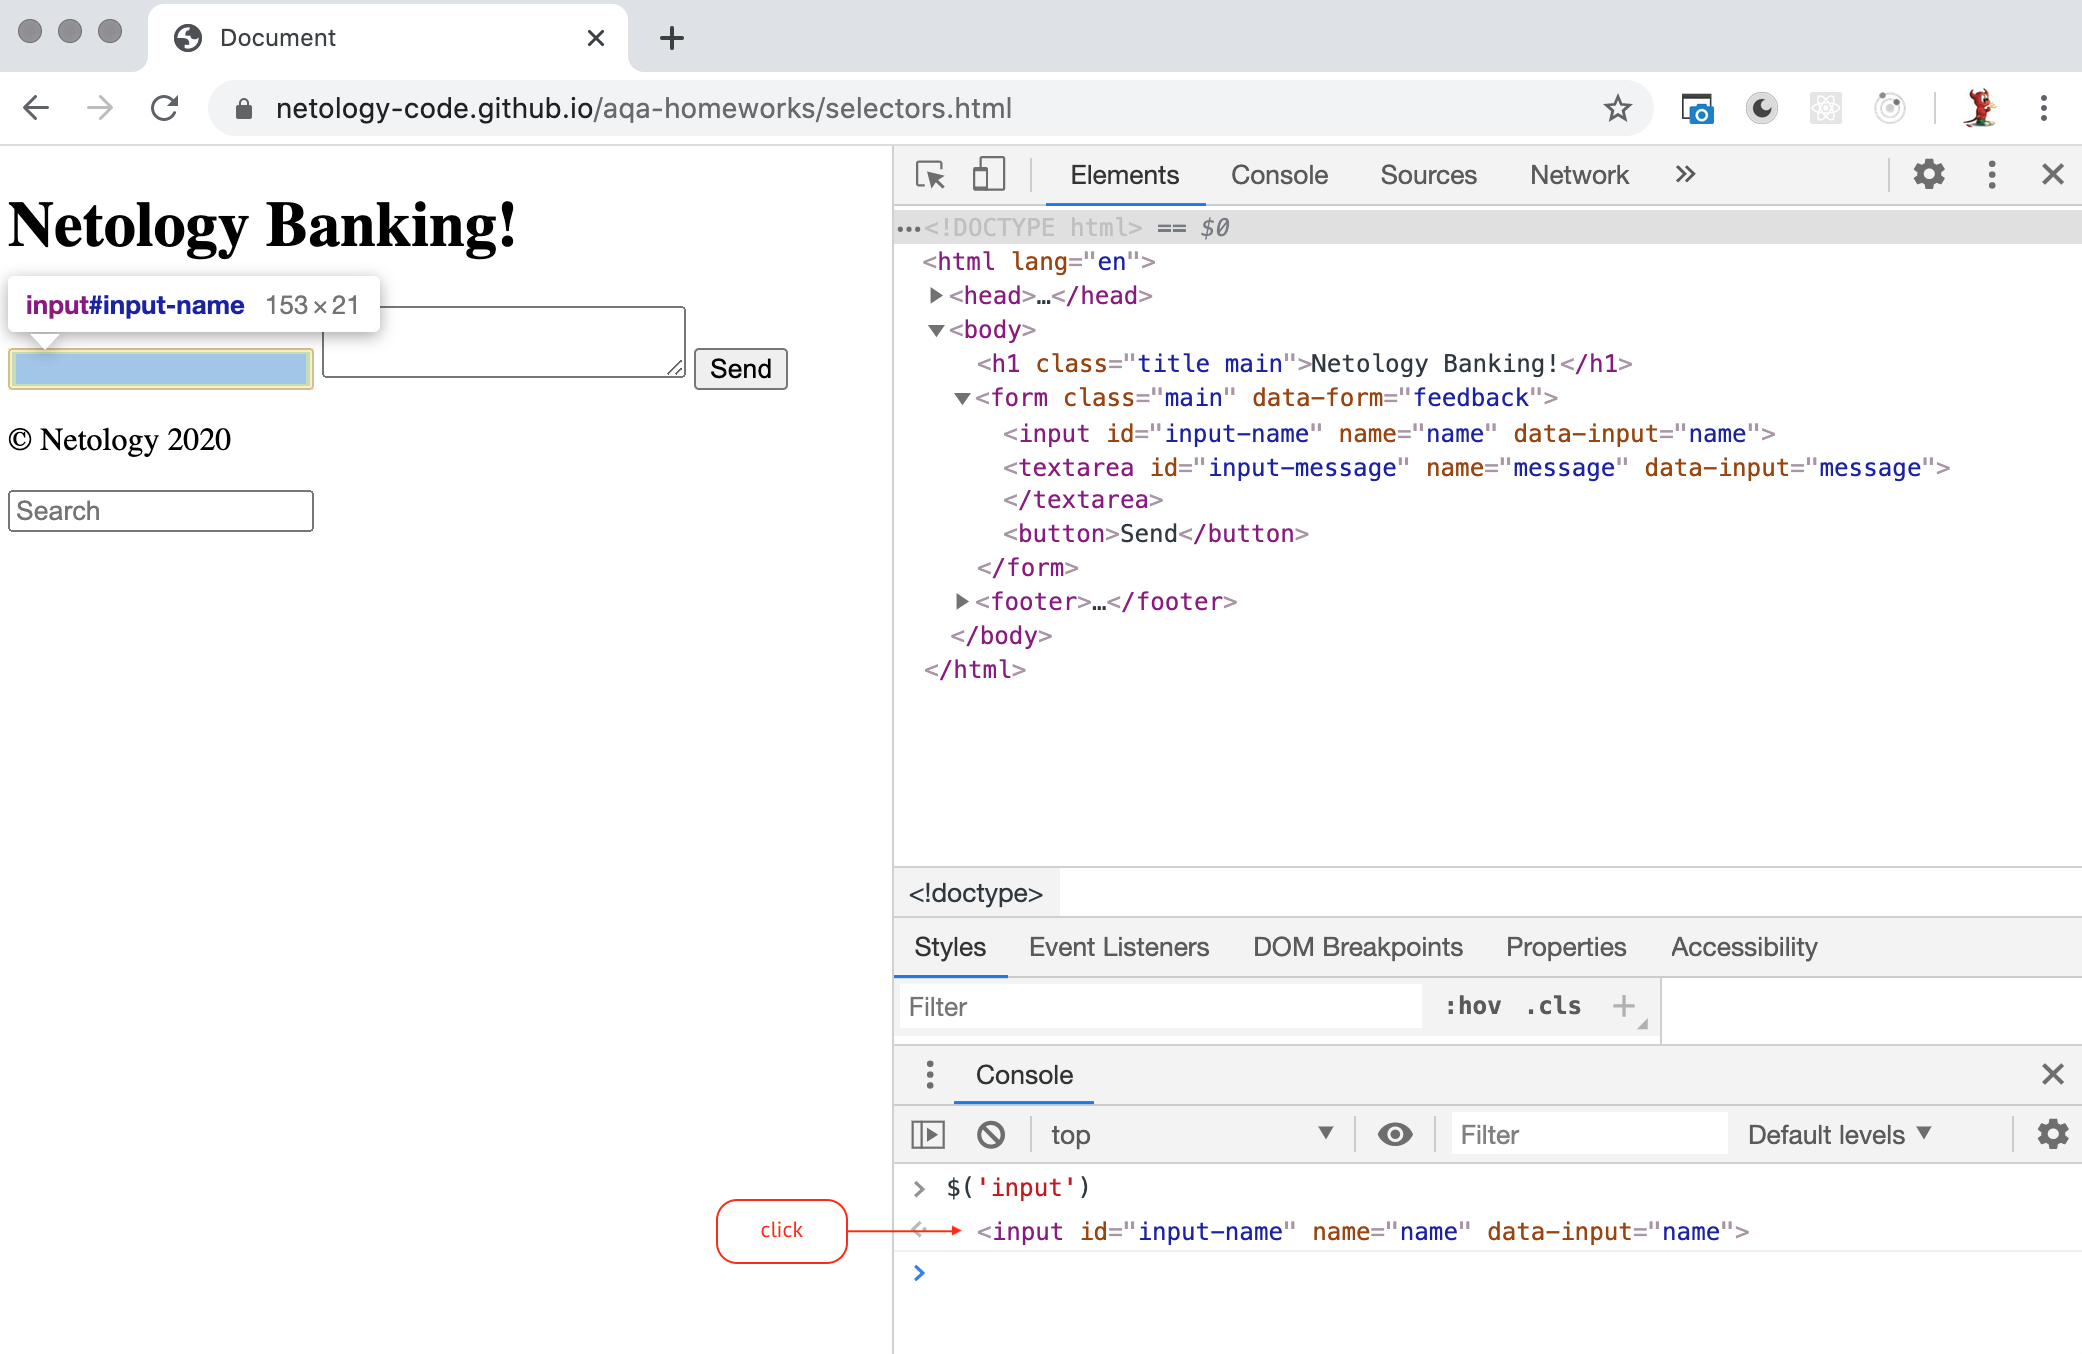 Document
netology-code.github.io/aqa-homeworks/selectors.html
Netology Banking!
input#input-name 153 × 21
Send
© Netology 2020
Search
Elements Console Sources Network »
…<!DOCTYPE html> == $0
<html lang="en">
<head>…</head>
<body>
<h1 class="title main">Netology Banking!</h1>
<form class="main" data-form="feedback">
<input id="input-name" name="name" data-input="name">
<textarea id="input-message" name="message" data-input="message">
</textarea>
<button>Send</button>
</form>
<footer>…</footer>
</body>
</html>
<!doctype>
Styles Event Listeners DOM Breakpoints Properties Accessibility
Filter :hov .cls +
Console
top Filter Default levels
> $('input')
click
<input id="input-name" name="name" data-input="name">
>